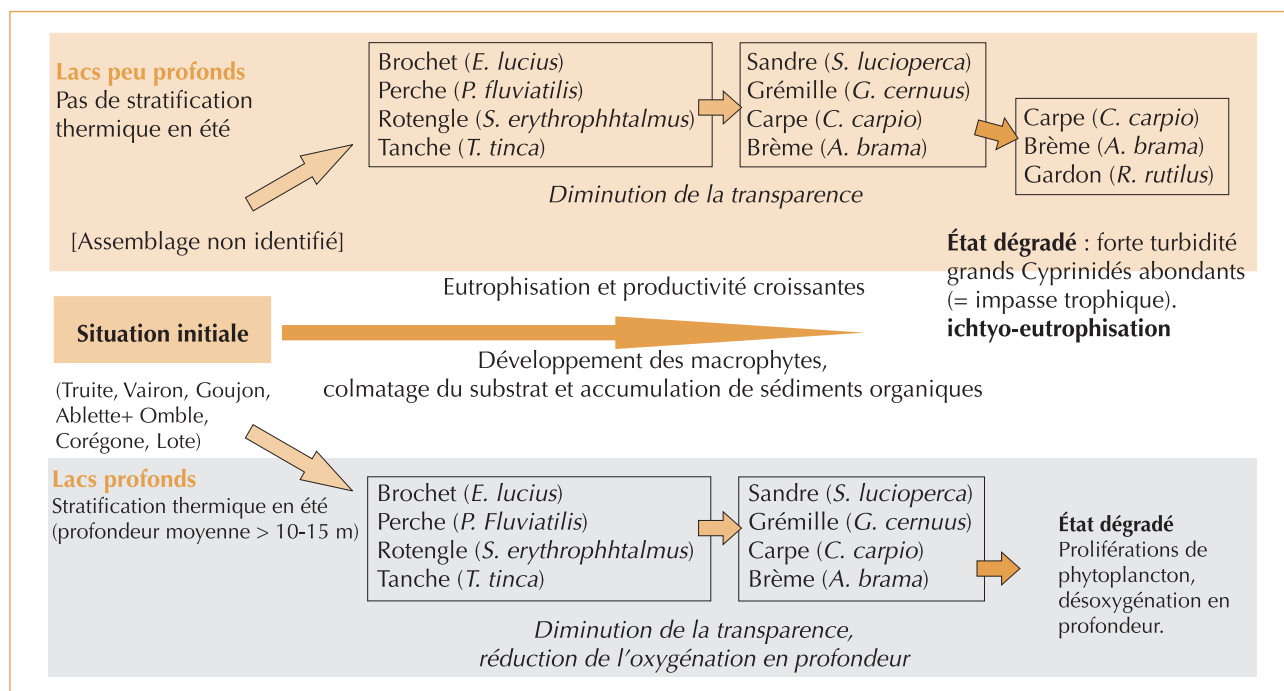 Lacs peu profonds
Pas de stratification
thermique en été
Brochet (E. lucius)
Perche (P. fluviatilis)
Rotengle (S. erythrophhtalmus)
Tanche (T. tinca)
Sandre (S. lucioperca)
Grémille (G. cernuus)
Carpe (C. carpio)
Brème (A. brama)
Carpe (C. carpio)
Brème (A. brama)
Gardon (R. rutilus)
Diminution de la transparence
[Assemblage non identifié]
État dégradé : forte turbidité
grands Cyprinidés abondants
(= impasse trophique).
ichtyo-eutrophisation
Eutrophisation et productivité croissantes
Situation initiale
Développement des macrophytes,
colmatage du substrat et accumulation de sédiments organiques
(Truite, Vairon, Goujon,
Ablette+ Omble,
Corégone, Lote)
Lacs profonds
Stratification thermique en été
(profondeur moyenne > 10-15 m)
Brochet (E. lucius)
Perche (P. Fluviatilis)
Rotengle (S. erythrophhtalmus)
Tanche (T. tinca)
Sandre (S. lucioperca)
Grémille (G. cernuus)
Carpe (C. carpio)
Brème (A. brama)
État dégradé
Proliférations de
phytoplancton,
désoxygénation en
profondeur.
Diminution de la transparence,
réduction de l'oxygénation en profondeur